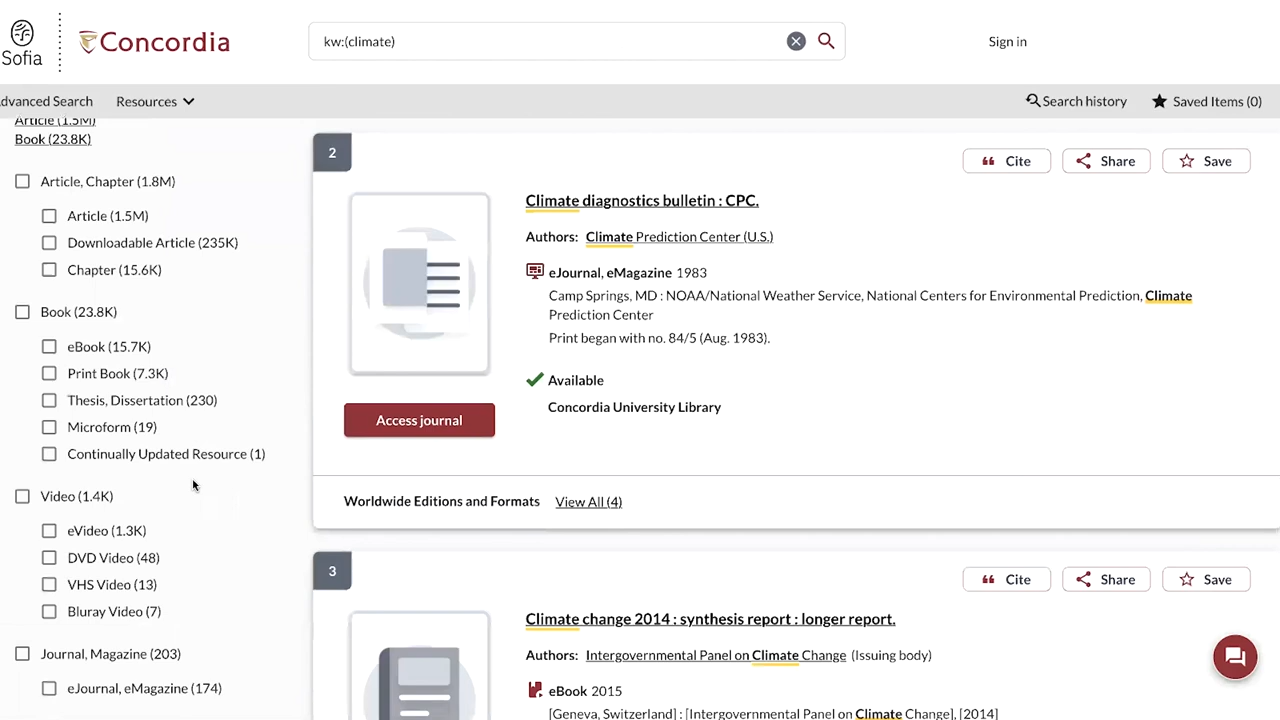 Sofia
Concordia
kw:(climate)
Sign in
dvanced Search
Resources
Search history
Saved Items (0)
Article (1.5M)
Book (23.8K)
Article, Chapter (1.8M)
Article (1.5M)
Downloadable Article (235K)
Chapter (15.6K)
Book (23.8K)
eBook (15.7K)
Print Book (7.3K)
Thesis, Dissertation (230)
Microform (19)
Continually Updated Resource (1)
Video (1.4K)
eVideo (1.3K)
DVD Video (48)
VHS Video (13)
Bluray Video (7)
Journal, Magazine (203)
eJournal, eMagazine (174)
2
Cite
Share
Save
Climate diagnostics bulletin : CPC.
Authors: Climate Prediction Center (U.S.)
eJournal, eMagazine 1983
Camp Springs, MD : NOAA/National Weather Service, National Centers for Environmental Prediction, Climate
Prediction Center
Print began with no. 84/5 (Aug. 1983).
Available
Concordia University Library
Access journal
Worldwide Editions and Formats View All (4)
3
Cite
Share
Save
Climate change 2014 : synthesis report : longer report.
Authors: Intergovernmental Panel on Climate Change (Issuing body)
eBook 2015
[Geneva, Switzerland] : [Intergovernmental Panel on Climate Change], [2014]